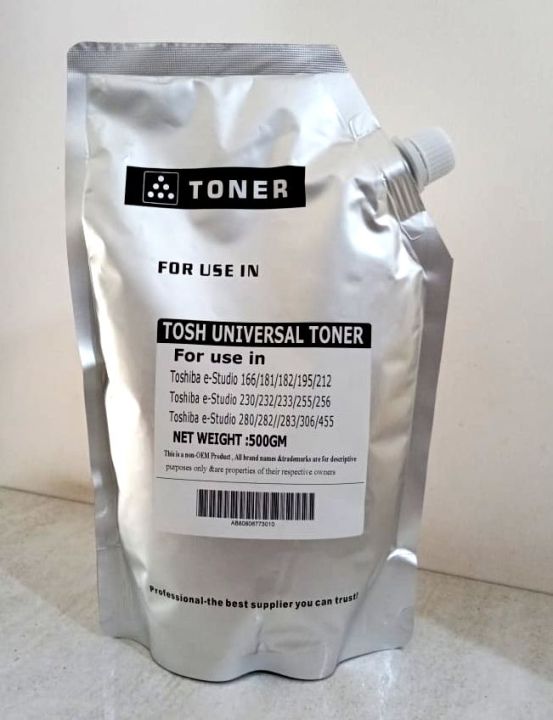 TONER
FOR USE IN
TOSH UNIVERSAL TONER
For use in
Toshiba e-Studio 166/181/182/195/212
Toshiba e-Studio 230/232/233/255/256
Toshiba e-Studio 280/282//283/306/455
NET WEIGHT :500GM
This is a non-OEM Product , All brand names &trademarks are for descriptive
purposes only &are properties of their respective owners
AB80606773010
Professional-the best supplier you can trust!